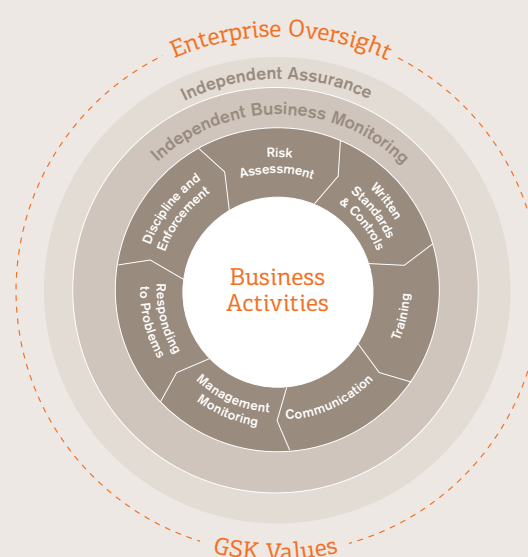 Enterprise Oversight
Independent Assurance
Independent Business Monitoring
Risk
Assessment
Written
Standards
& Controls
Training
Communication
Management
Monitoring
Responding
to Problems
Discipline and
Enforcement
Business
Activities
GSK Values